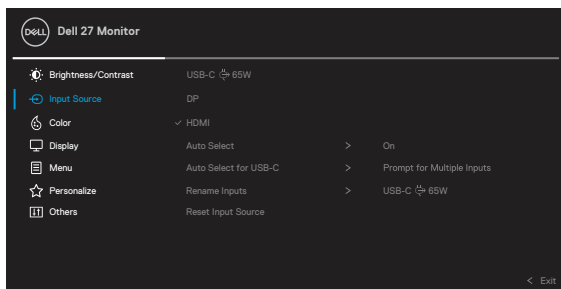 DELL Dell 27 Monitor
Brightness/Contrast USB-C 65W
Input Source DP
Color ✓ HDMI
Display Auto Select > On
Menu Auto Select for USB-C > Prompt for Multiple Inputs
Personalize Rename Inputs > USB-C 65W
Others Reset Input Source
< Exit